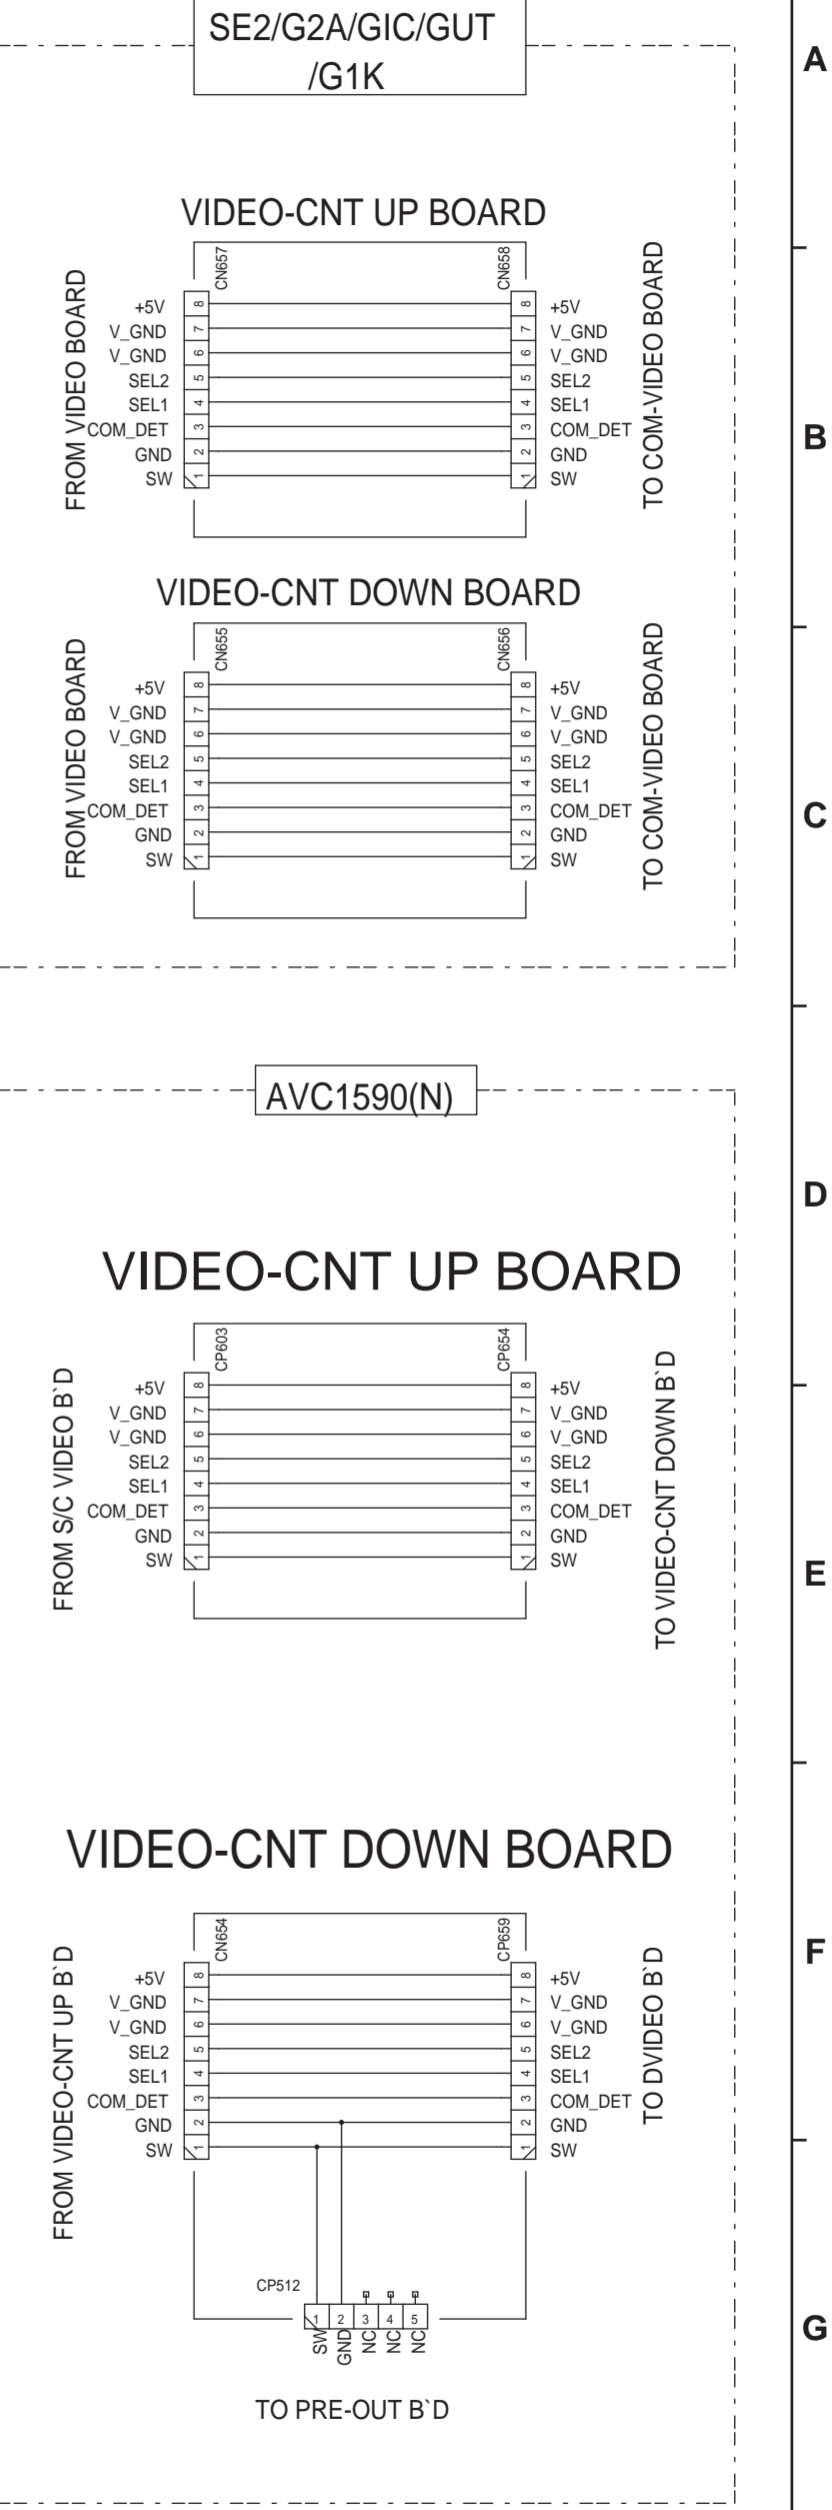 SE2/G2A/GIC/GUT
/G1K
A
VIDEO-CNT UP BOARD
FROM VIDEO BOARD
CN657
CN658
TO COM-VIDEO BOARD
+5V 8 8 +5V
V_GND 7 7 V_GND
V_GND 6 6 V_GND
SEL2 5 5 SEL2
SEL1 4 4 SEL1
COM_DET 3 3 COM_DET
GND 2 2 GND
SW 1 1 SW
B
VIDEO-CNT DOWN BOARD
FROM VIDEO BOARD
CN655
CN656
TO COM-VIDEO BOARD
+5V 8 8 +5V
V_GND 7 7 V_GND
V_GND 6 6 V_GND
SEL2 5 5 SEL2
SEL1 4 4 SEL1
COM_DET 3 3 COM_DET
GND 2 2 GND
SW 1 1 SW
C
AVC1590(N)
D
VIDEO-CNT UP BOARD
FROM S/C VIDEO B`D
CP603
CP654
TO VIDEO-CNT DOWN B`D
+5V 8 8 +5V
V_GND 7 7 V_GND
V_GND 6 6 V_GND
SEL2 5 5 SEL2
SEL1 4 4 SEL1
COM_DET 3 3 COM_DET
GND 2 2 GND
SW 1 1 SW
E
VIDEO-CNT DOWN BOARD
FROM VIDEO-CNT UP B`D
CN654
CP659
TO DVIDEO B`D
+5V 8 8 +5V
V_GND 7 7 V_GND
V_GND 6 6 V_GND
SEL2 5 5 SEL2
SEL1 4 4 SEL1
COM_DET 3 3 COM_DET
GND 2 2 GND
SW 1 1 SW
F
CP512
1 2 3 4 5
SW GND NC NC NC
G
TO PRE-OUT B`D